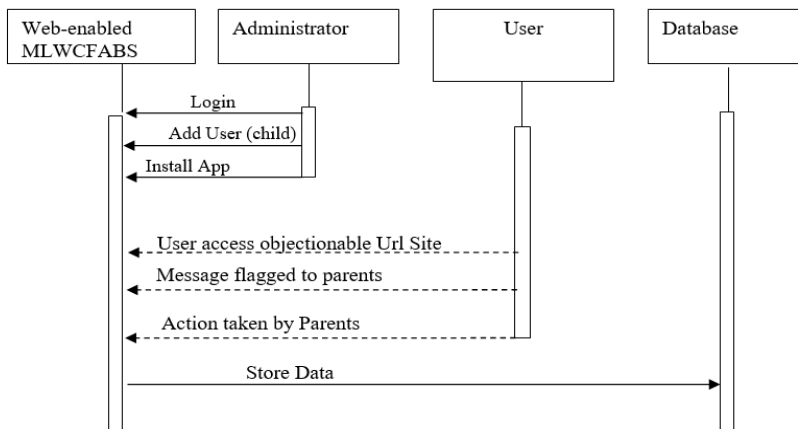 Web-enabled
MLWCFABS
Administrator
User
Database
Login
Add User (child)
Install App
User access objectionable Url Site
Message flagged to parents
Action taken by Parents
Store Data